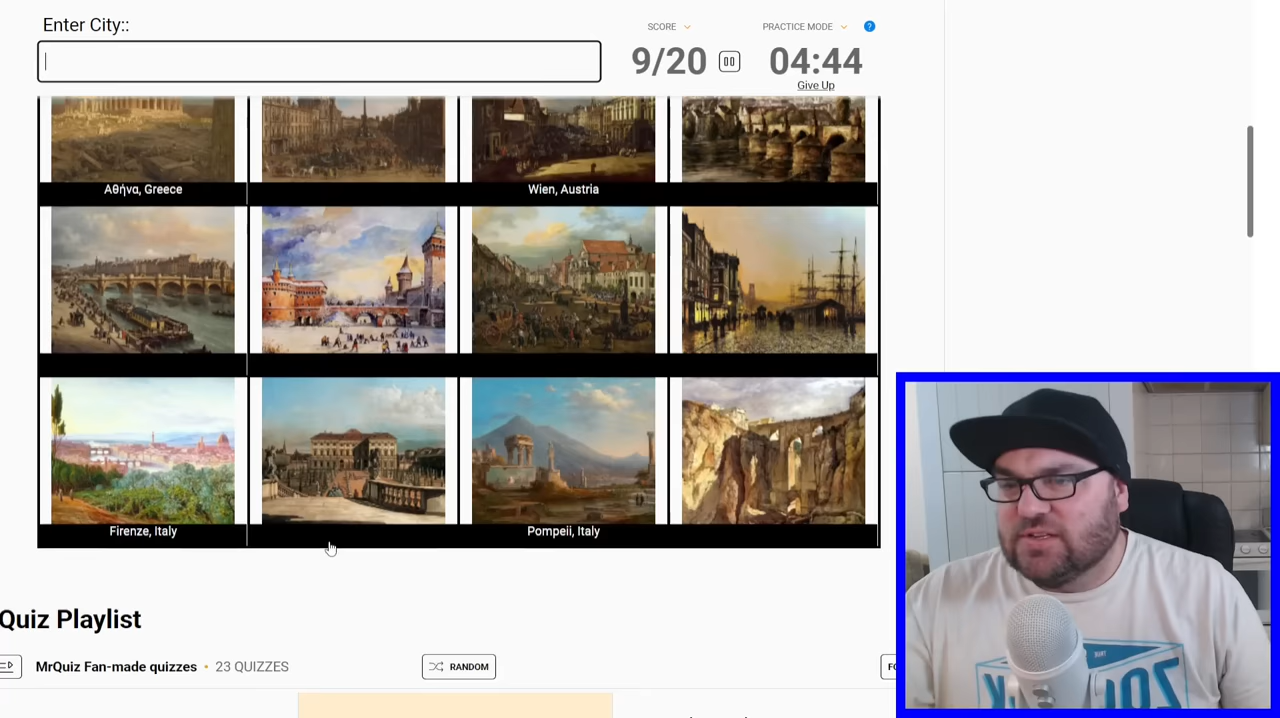 Enter City::
SCORE
PRACTICE MODE
?
9/20
04:44
Give Up
Αθήνα, Greece
Wien, Austria
Firenze, Italy
Pompeii, Italy
Quiz Playlist
MrQuiz Fan-made quizzes • 23 QUIZZES
RANDOM